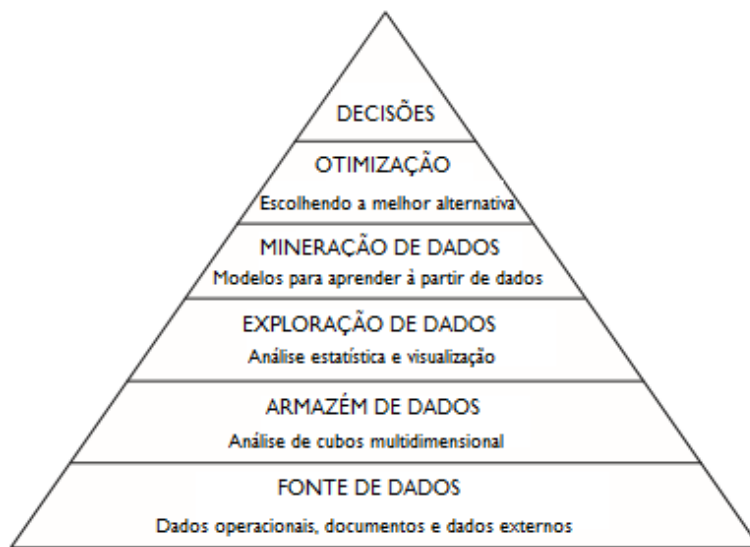 DECISÕES
OTIMIZAÇÃO
Escolhendo a melhor alternativa
MINERAÇÃO DE DADOS
Modelos para aprender à partir de dados
EXPLORAÇÃO DE DADOS
Análise estatística e visualização
ARMAZÉM DE DADOS
Análise de cubos multidimensional
FONTE DE DADOS
Dados operacionais, documentos e dados externos